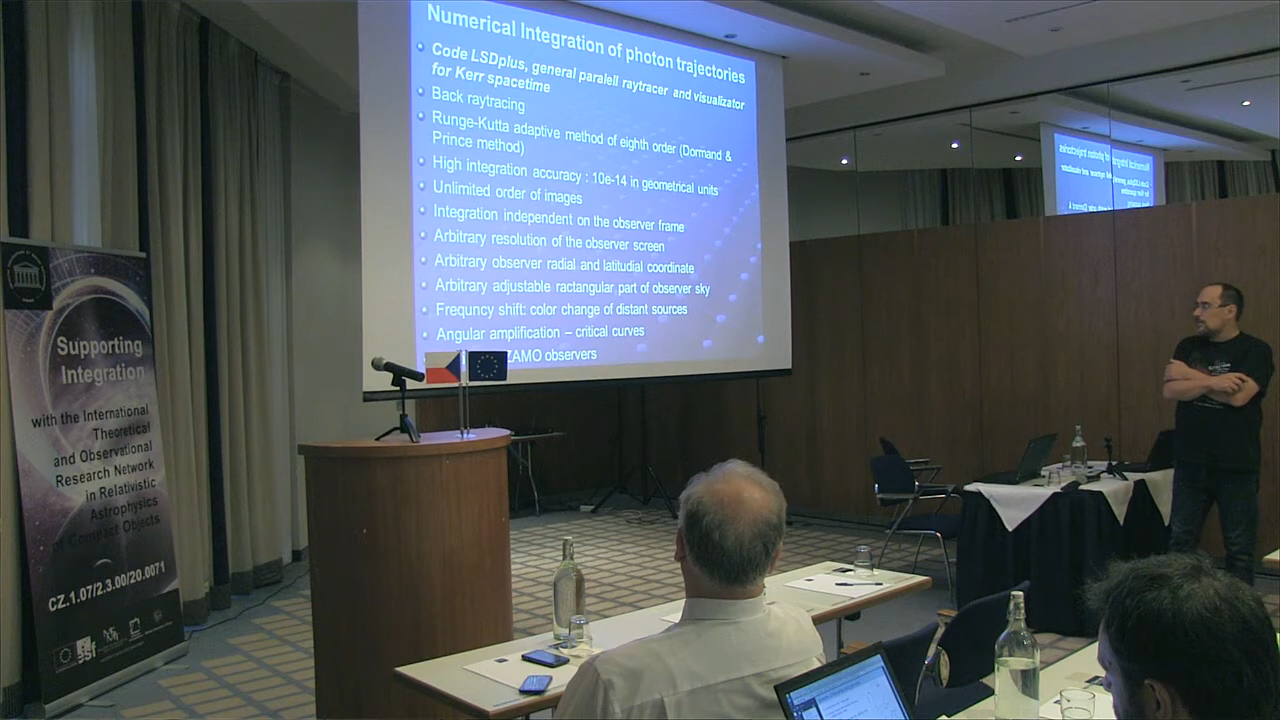 Numerical Integration of photon trajectories
Code LSDplus, general paralell raytracer and visualizator
for Kerr spacetime
Back raytracing
Runge-Kutta adaptive method of eighth order (Dormand &
Prince method)
High integration accuracy : 10e-14 in geometrical units
Unlimited order of images
Integration independent on the observer frame
Arbitrary resolution of the observer screen
Arbitrary observer radial and latitudial coordinate
Arbitrary adjustable ractangular part of observer sky
Frequncy shift: color change of distant sources
Angular amplification – critical curves
ZAMO observers
Supporting
Integration
with the International
Theoretical
and Observational
Research Network
in Relativistic
Astrophysics
of Compact Objects
CZ.1.07/2.3.00/20.0071
esf